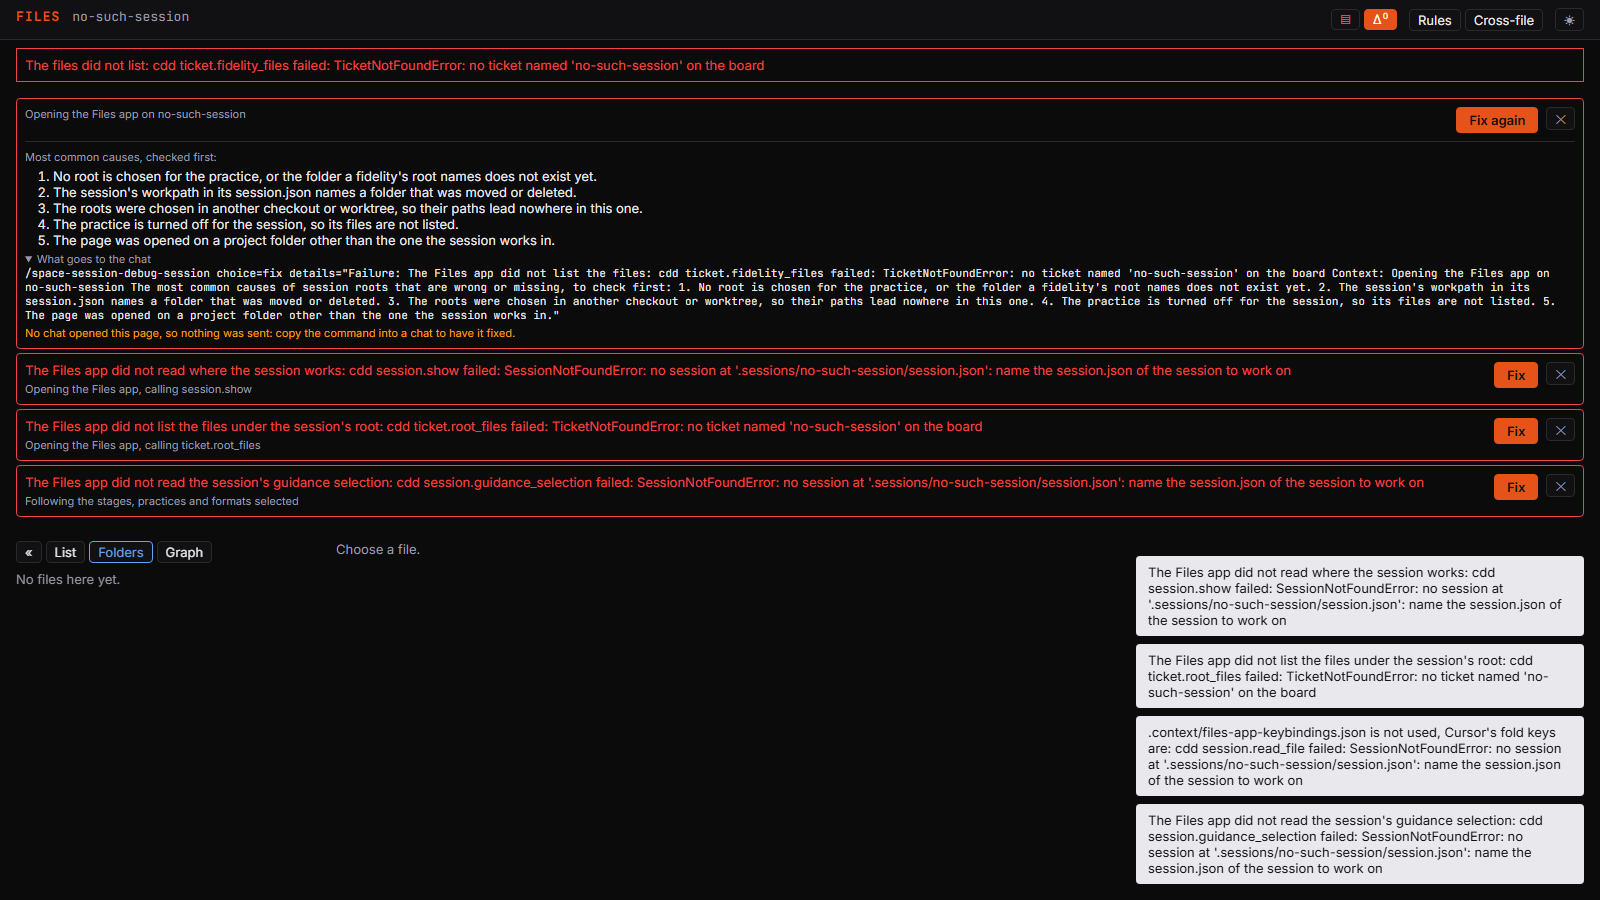 FILES no-such-session
Δ⁰ Rules Cross-file
The files did not list: cdd ticket.fidelity_files failed: TicketNotFoundError: no ticket named 'no-such-session' on the board
Opening the Files app on no-such-session
Fix again
Most common causes, checked first:
1. No root is chosen for the practice, or the folder a fidelity's root names does not exist yet.
2. The session's workpath in its session.json names a folder that was moved or deleted.
3. The roots were chosen in another checkout or worktree, so their paths lead nowhere in this one.
4. The practice is turned off for the session, so its files are not listed.
5. The page was opened on a project folder other than the one the session works in.
▼ What goes to the chat
/space-session-debug-session choice=fix details="Failure: The Files app did not list the files: cdd ticket.fidelity_files failed: TicketNotFoundError: no ticket named 'no-such-session' on the board Context: Opening the Files app on
no-such-session The most common causes of session roots that are wrong or missing, to check first: 1. No root is chosen for the practice, or the folder a fidelity's root names does not exist yet. 2. The session's workpath in its
session.json names a folder that was moved or deleted. 3. The roots were chosen in another checkout or worktree, so their paths lead nowhere in this one. 4. The practice is turned off for the session, so its files are not listed. 5.
The page was opened on a project folder other than the one the session works in."
No chat opened this page, so nothing was sent: copy the command into a chat to have it fixed.
The Files app did not read where the session works: cdd session.show failed: SessionNotFoundError: no session at '.sessions/no-such-session/session.json': name the session.json of the session to work on
Opening the Files app, calling session.show
Fix
The Files app did not list the files under the session's root: cdd ticket.root_files failed: TicketNotFoundError: no ticket named 'no-such-session' on the board
Opening the Files app, calling ticket.root_files
Fix
The Files app did not read the session's guidance selection: cdd session.guidance_selection failed: SessionNotFoundError: no session at '.sessions/no-such-session/session.json': name the session.json of the session to work on
Following the stages, practices and formats selected
Fix
« List Folders Graph
Choose a file.
No files here yet.
The Files app did not read where the session works: cdd
session.show failed: SessionNotFoundError: no session at
'.sessions/no-such-session/session.json': name the session.json of
the session to work on
The Files app did not list the files under the session's root: cdd
ticket.root_files failed: TicketNotFoundError: no ticket named 'no-
such-session' on the board
.context/files-app-keybindings.json is not used, Cursor's fold keys
are: cdd session.read_file failed: SessionNotFoundError: no session
at '.sessions/no-such-session/session.json': name the session.json
of the session to work on
The Files app did not read the session's guidance selection: cdd
session.guidance_selection failed: SessionNotFoundError: no
session at '.sessions/no-such-session/session.json': name the
session.json of the session to work on